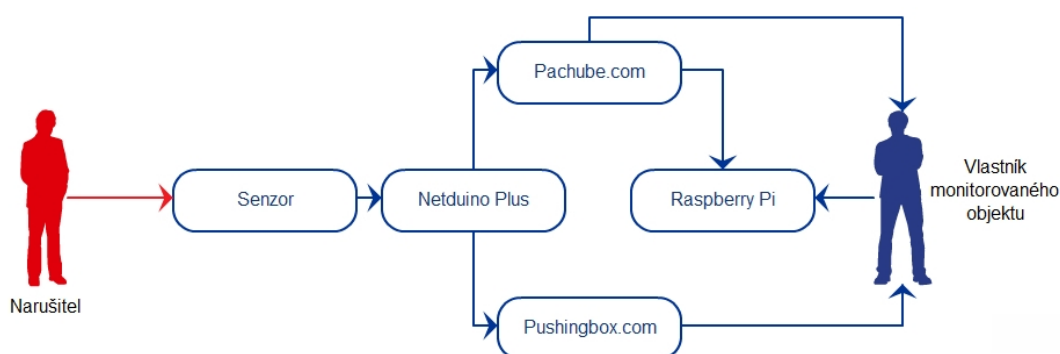 Pachube.com
Senzor
Netduino Plus
Raspberry Pi
Vlastník
monitorovaného
objektu
Narušitel
Pushingbox.com